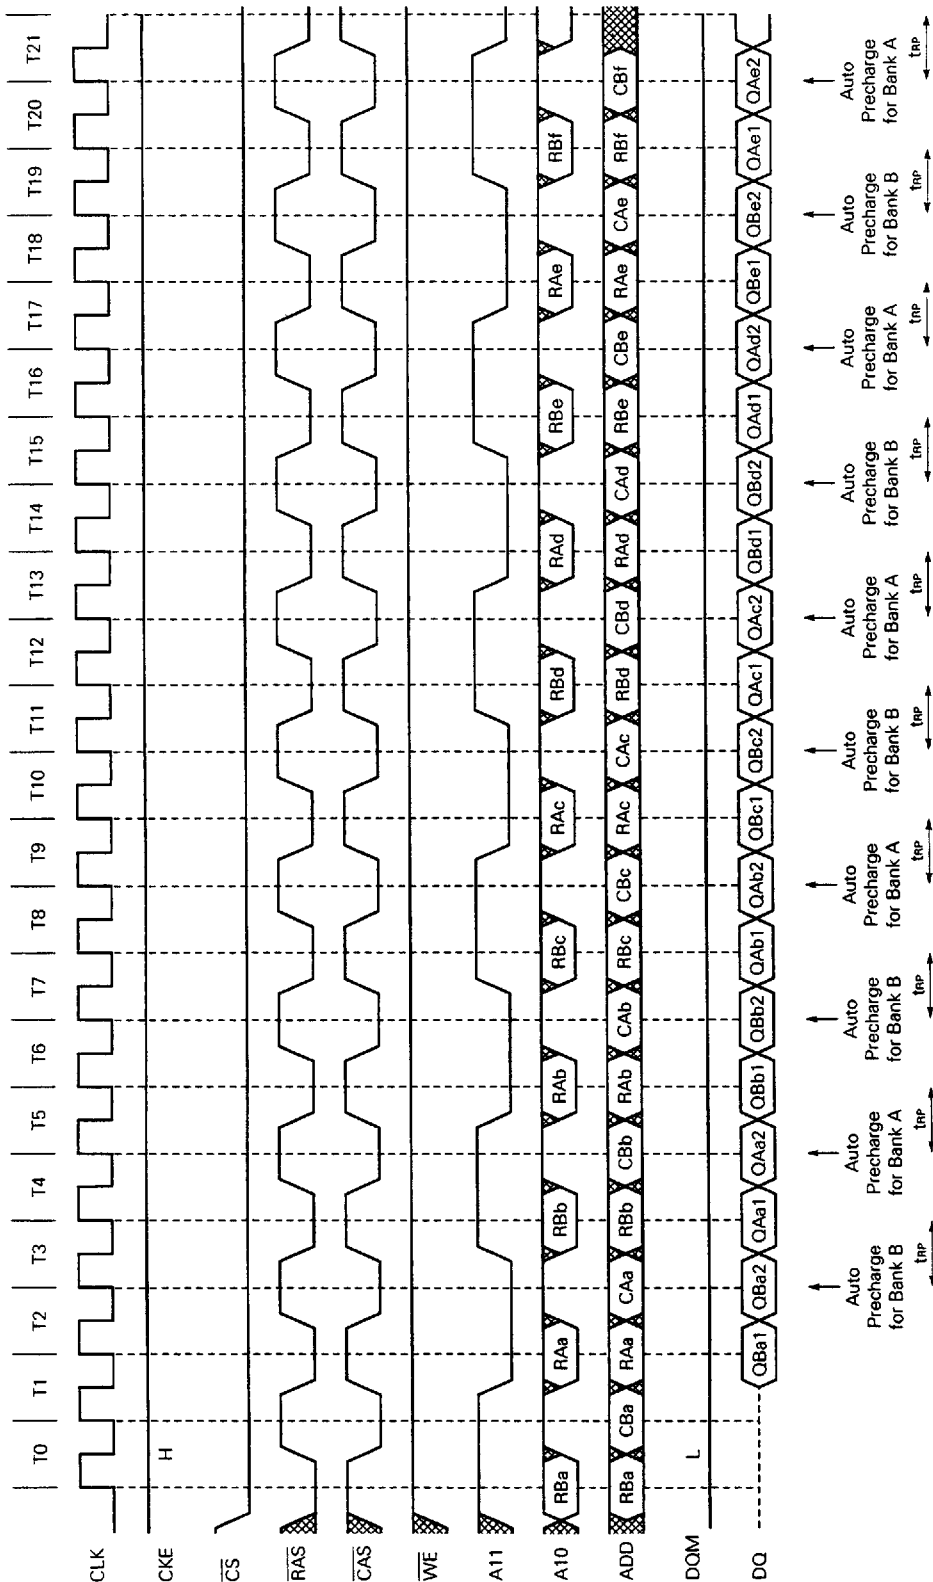 T0 T1 T2 T3 T4 T5 T6 T7 T8 T9 T10 T11 T12 T13 T14 T15 T16 T17 T18 T19 T20 T21
CLK
CKE H
CS
RAS
CAS
WE
A11
A10 RBa RAa RBb RAb RBc RAc RBd RAd RBe RAe RBf
ADD RBa CBa RAa CAa RBb CBb RAb CAb RBc CBc RAc CAc RBd CBd RAd CAd RBe CBe RAe CAe RBf CBf
DQM L
DQ QBa1 QBa2 QAa1 QAa2 QBb1 QBb2 QAb1 QAb2 QBc1 QBc2 QAc1 QAc2 QBd1 QBd2 QAd1 QAd2 QBe1 QBe2 QAe1 QAe2
Auto Auto Auto Auto Auto Auto Auto Auto Auto Auto
Precharge Precharge Precharge Precharge Precharge Precharge Precharge Precharge Precharge Precharge
for Bank B for Bank A for Bank B for Bank A for Bank B for Bank A for Bank B for Bank A for Bank B for Bank A
tRP tRP tRP tRP tRP tRP tRP tRP tRP tRP